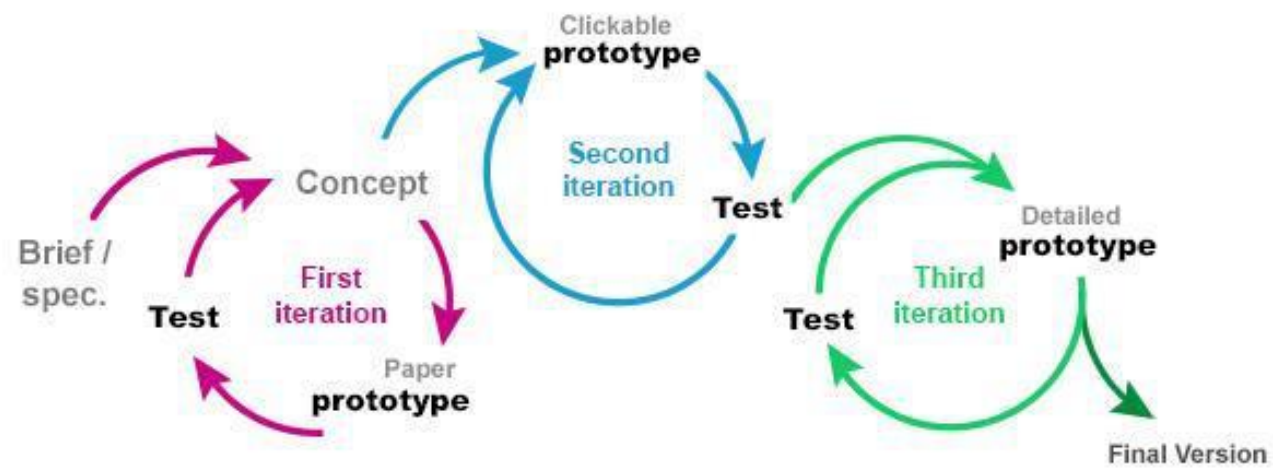 Brief /
spec.
Concept
First
iteration
Test
Paper
prototype
Clickable
prototype
Second
iteration
Test
Detailed
prototype
Third
iteration
Test
Final Version